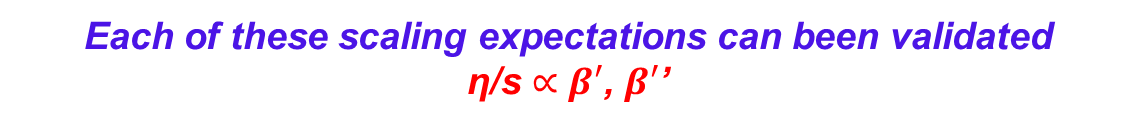 Each of these scaling expectations can been validated
η/s ∝ β′, β′’